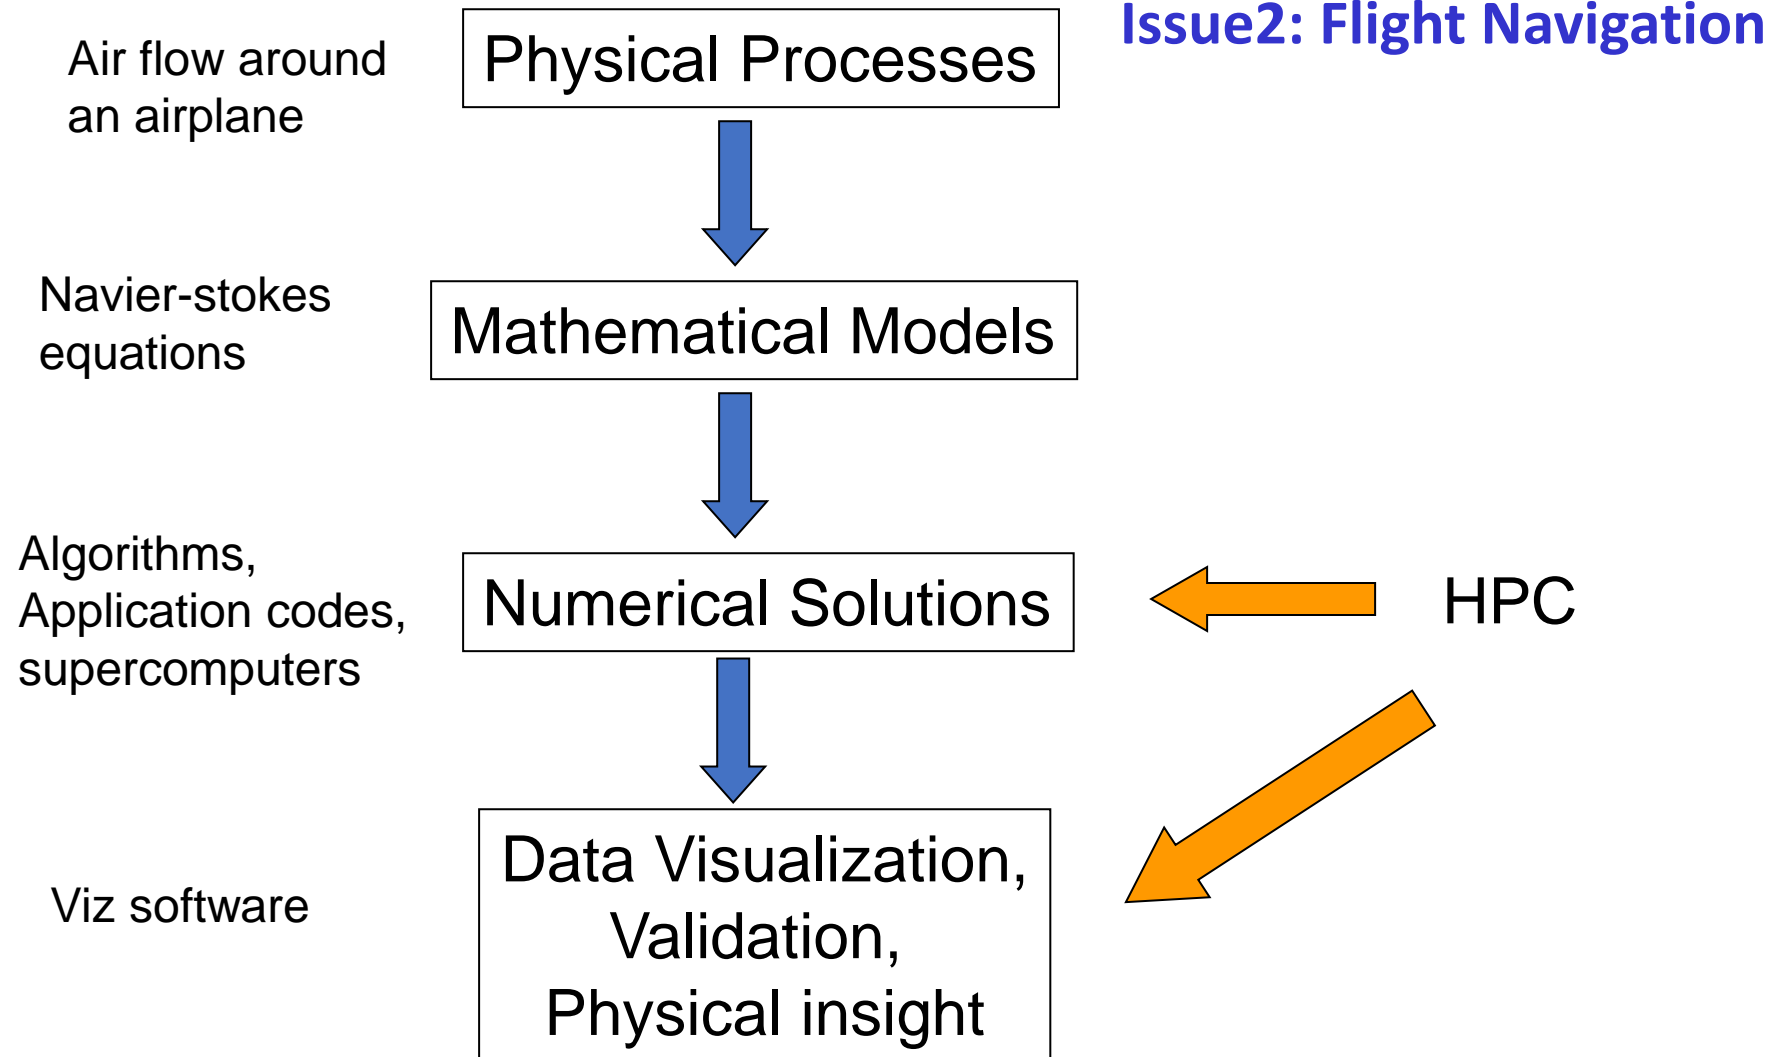 Issue2: Flight Navigation
Air flow around
an airplane
Physical Processes
Navier-stokes
equations
Mathematical Models
Algorithms,
Application codes,
supercomputers
Numerical Solutions
HPC
Viz software
Data Visualization,
Validation,
Physical insight